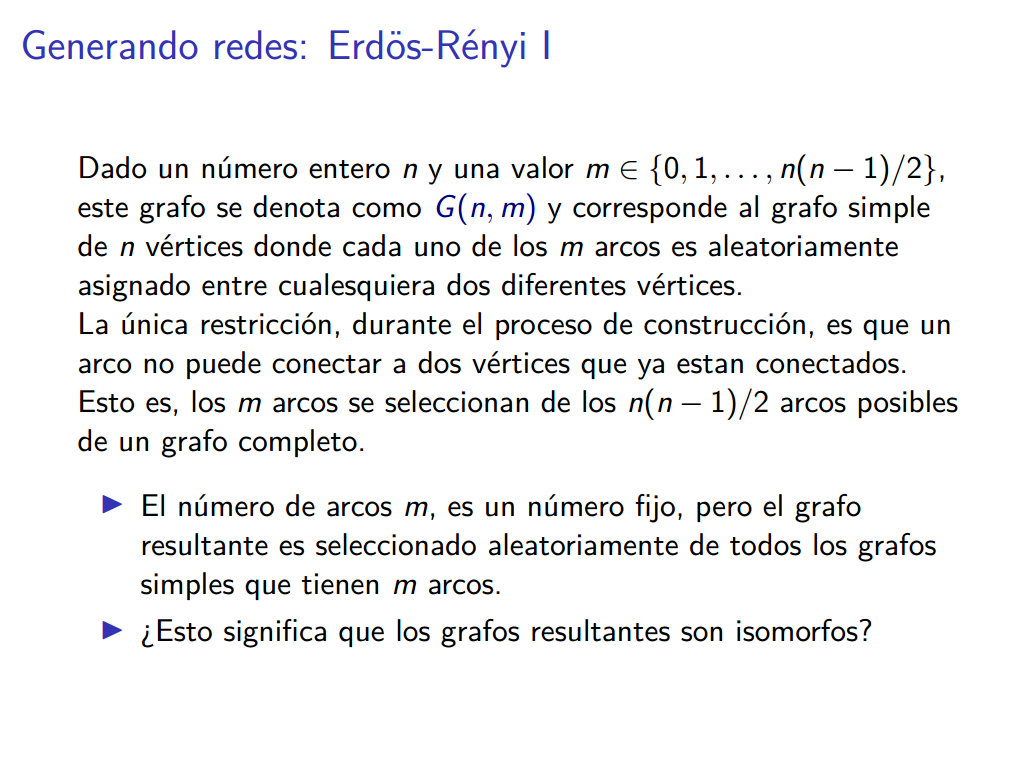 Generando redes: Erdös-Rényi I
Dado un número entero n y una valor m ∈ {0, 1, . . . , n(n − 1)/2},
este grafo se denota como G(n, m) y corresponde al grafo simple
de n vértices donde cada uno de los m arcos es aleatoriamente
asignado entre cualesquiera dos diferentes vértices.
La única restricción, durante el proceso de construcción, es que un
arco no puede conectar a dos vértices que ya estan conectados.
Esto es, los m arcos se seleccionan de los n(n − 1)/2 arcos posibles
de un grafo completo.
▶ El número de arcos m, es un número fijo, pero el grafo
resultante es seleccionado aleatoriamente de todos los grafos
simples que tienen m arcos.
▶ ¿Esto significa que los grafos resultantes son isomorfos?